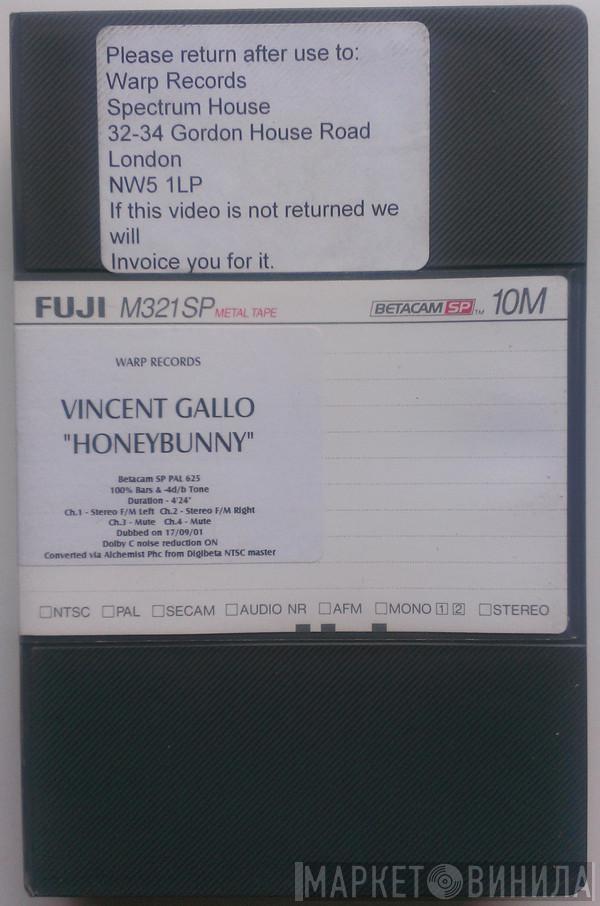 Please return after use to:
Warp Records
Spectrum House
32-34 Gordon House Road
London
NW5 1LP
If this video is not returned we
will
Invoice you for it.
FUJI M321SP METAL TAPE BETACAM SP TM 10M
WARP RECORDS
VINCENT GALLO
"HONEYBUNNY"
Betacam SP PAL 625
100% Bars & -4d/b Tone
Duration - 4'24"
Ch.1 - Stereo F/M Left Ch.2 - Stereo F/M Right
Ch.3 - Mute Ch.4 - Mute
Dubbed on 17/09/01
Dolby C noise reduction ON
Converted via Alchemist Phc from Digibeta NTSC master
NTSC PAL SECAM AUDIO NR AFM MONO 1 2 STEREO
МАРКЕТ ВИНИЛА